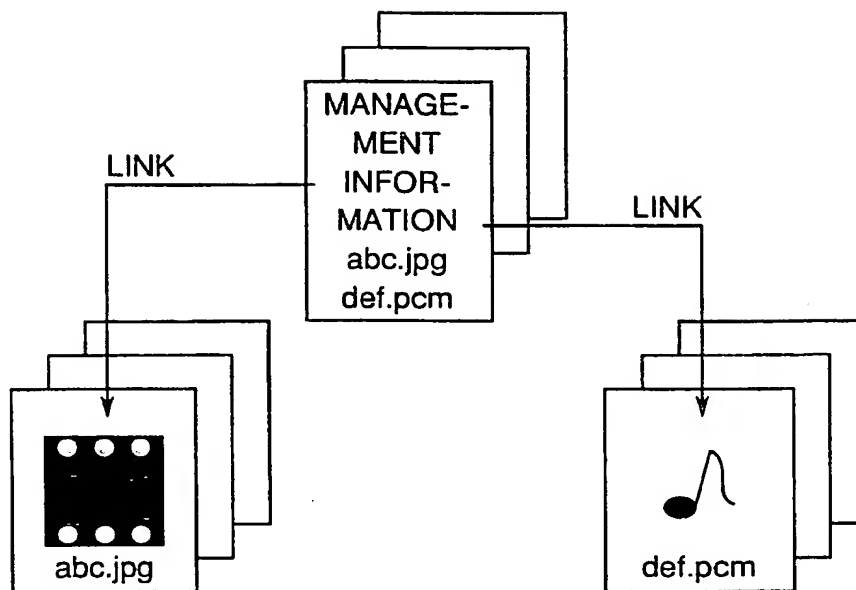 MANAGE-
MENT
INFOR-
MATION
abc.jpg
def.pcm
LINK
LINK
abc.jpg
def.pcm